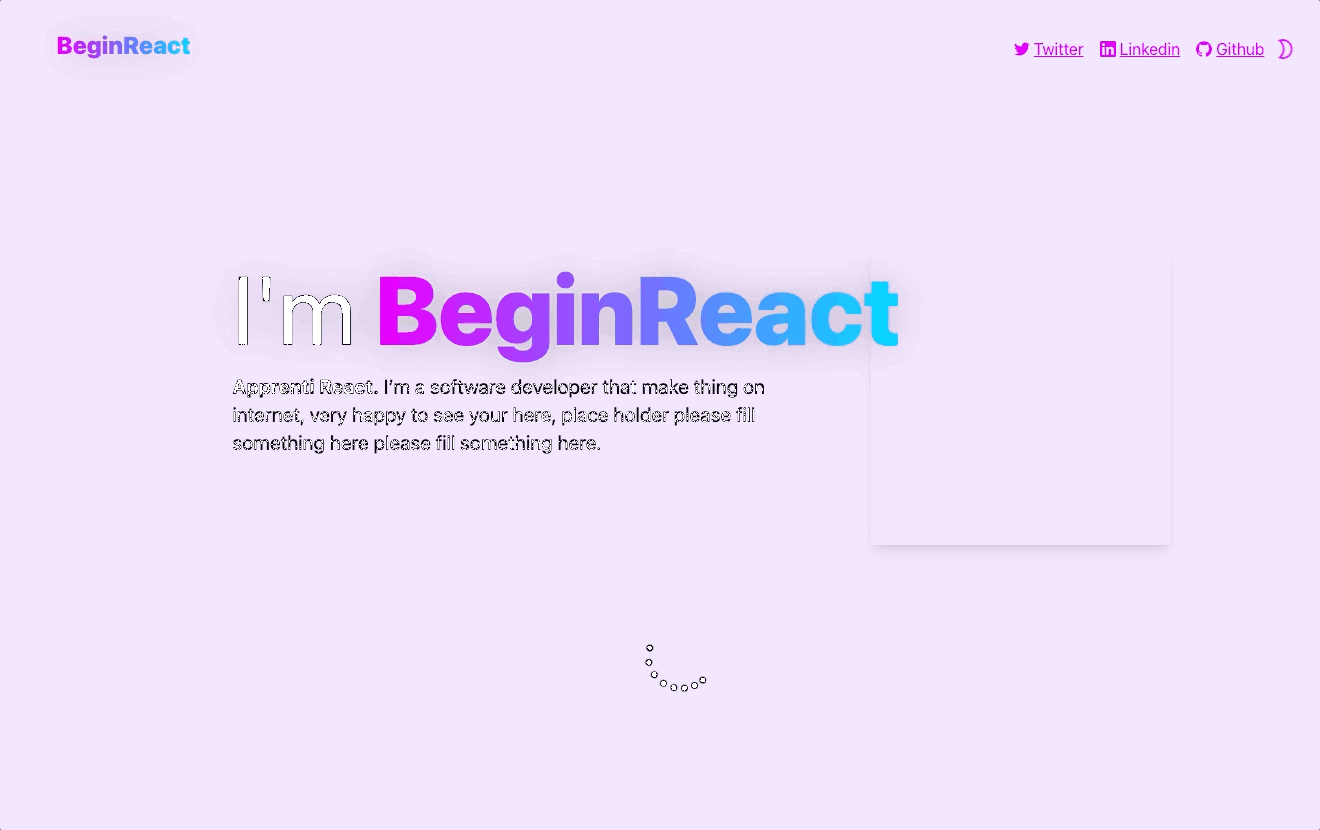 BeginReact
Twitter Linkedin Github
I'm BeginReact
Apprenti React. I'm a software developer that make thing on
internet, very happy to see your here, place holder please fill
something here please fill something here.